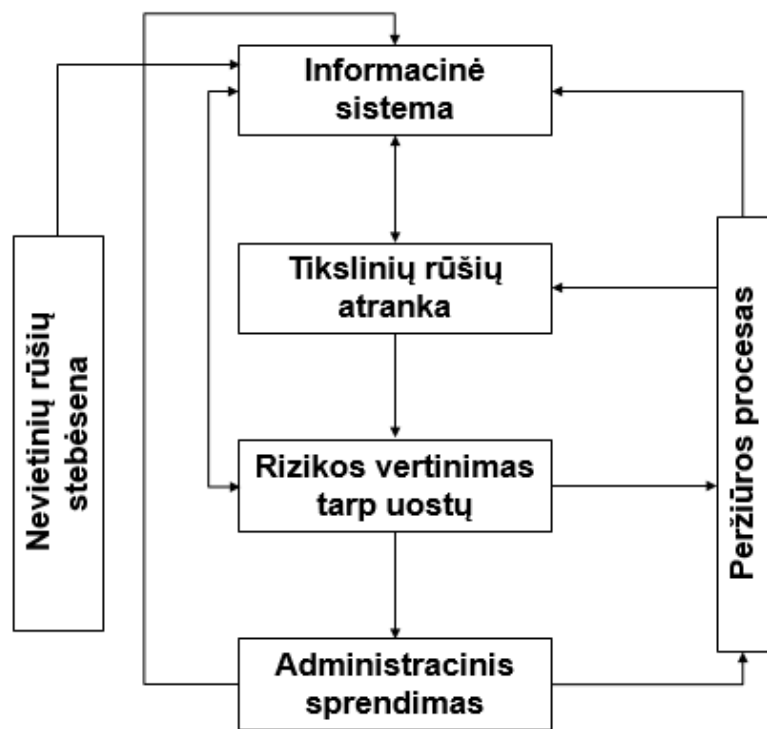 Informacinė
sistema
Tikslinių rūšių
atranka
Nevietinių rūšių
stebėsena
Peržiūros procesas
Rizikos vertinimas
tarp uostų
Administracinis
sprendimas